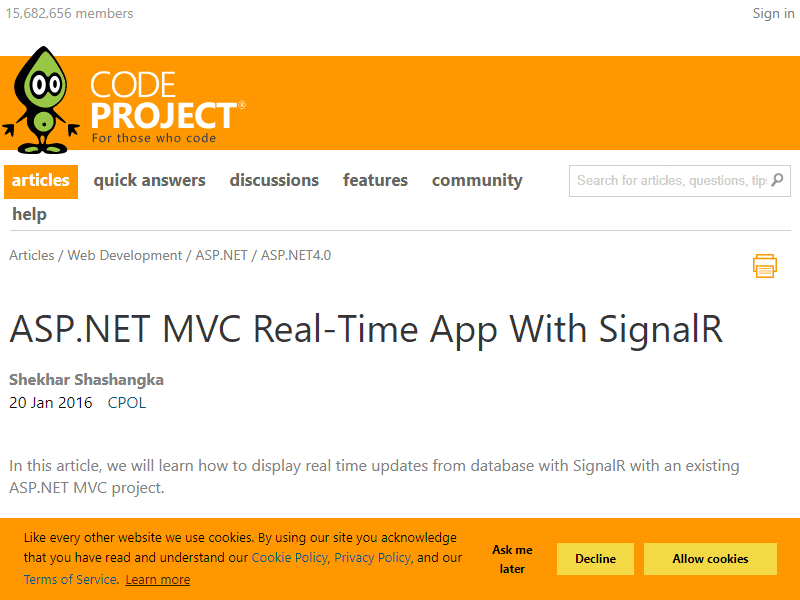 15,682,656 members
Sign in
CODE
PROJECT®
For those who code
articles quick answers discussions features community
Search for articles, questions, tips
help
Articles / Web Development / ASP.NET / ASP.NET4.0
ASP.NET MVC Real-Time App With SignalR
Shekhar Shashangka
20 Jan 2016 CPOL
In this article, we will learn how to display real time updates from database with SignalR with an existing
ASP.NET MVC project.
Like every other website we use cookies. By using our site you acknowledge
that you have read and understand our Cookie Policy, Privacy Policy, and our
Terms of Service. Learn more
Ask me
later
Decline
Allow cookies